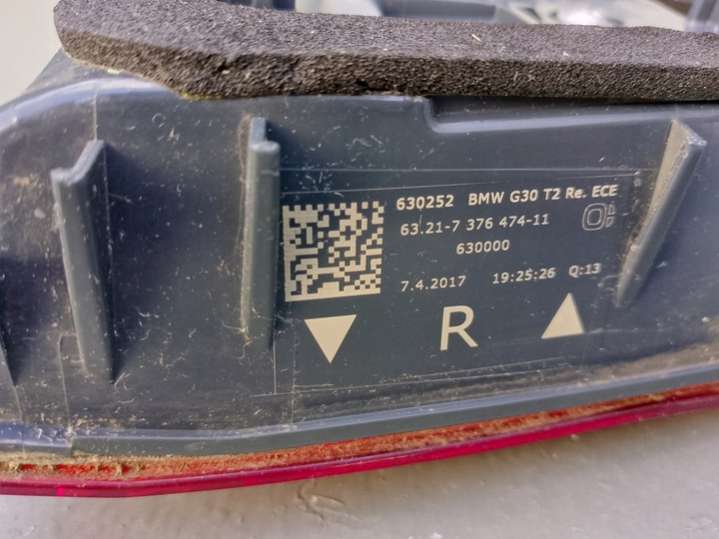 630252 BMW G30 T2 Re. ECE
63.21-7 376 474-11
630000
7.4.2017 19:25:26 Q:13
R